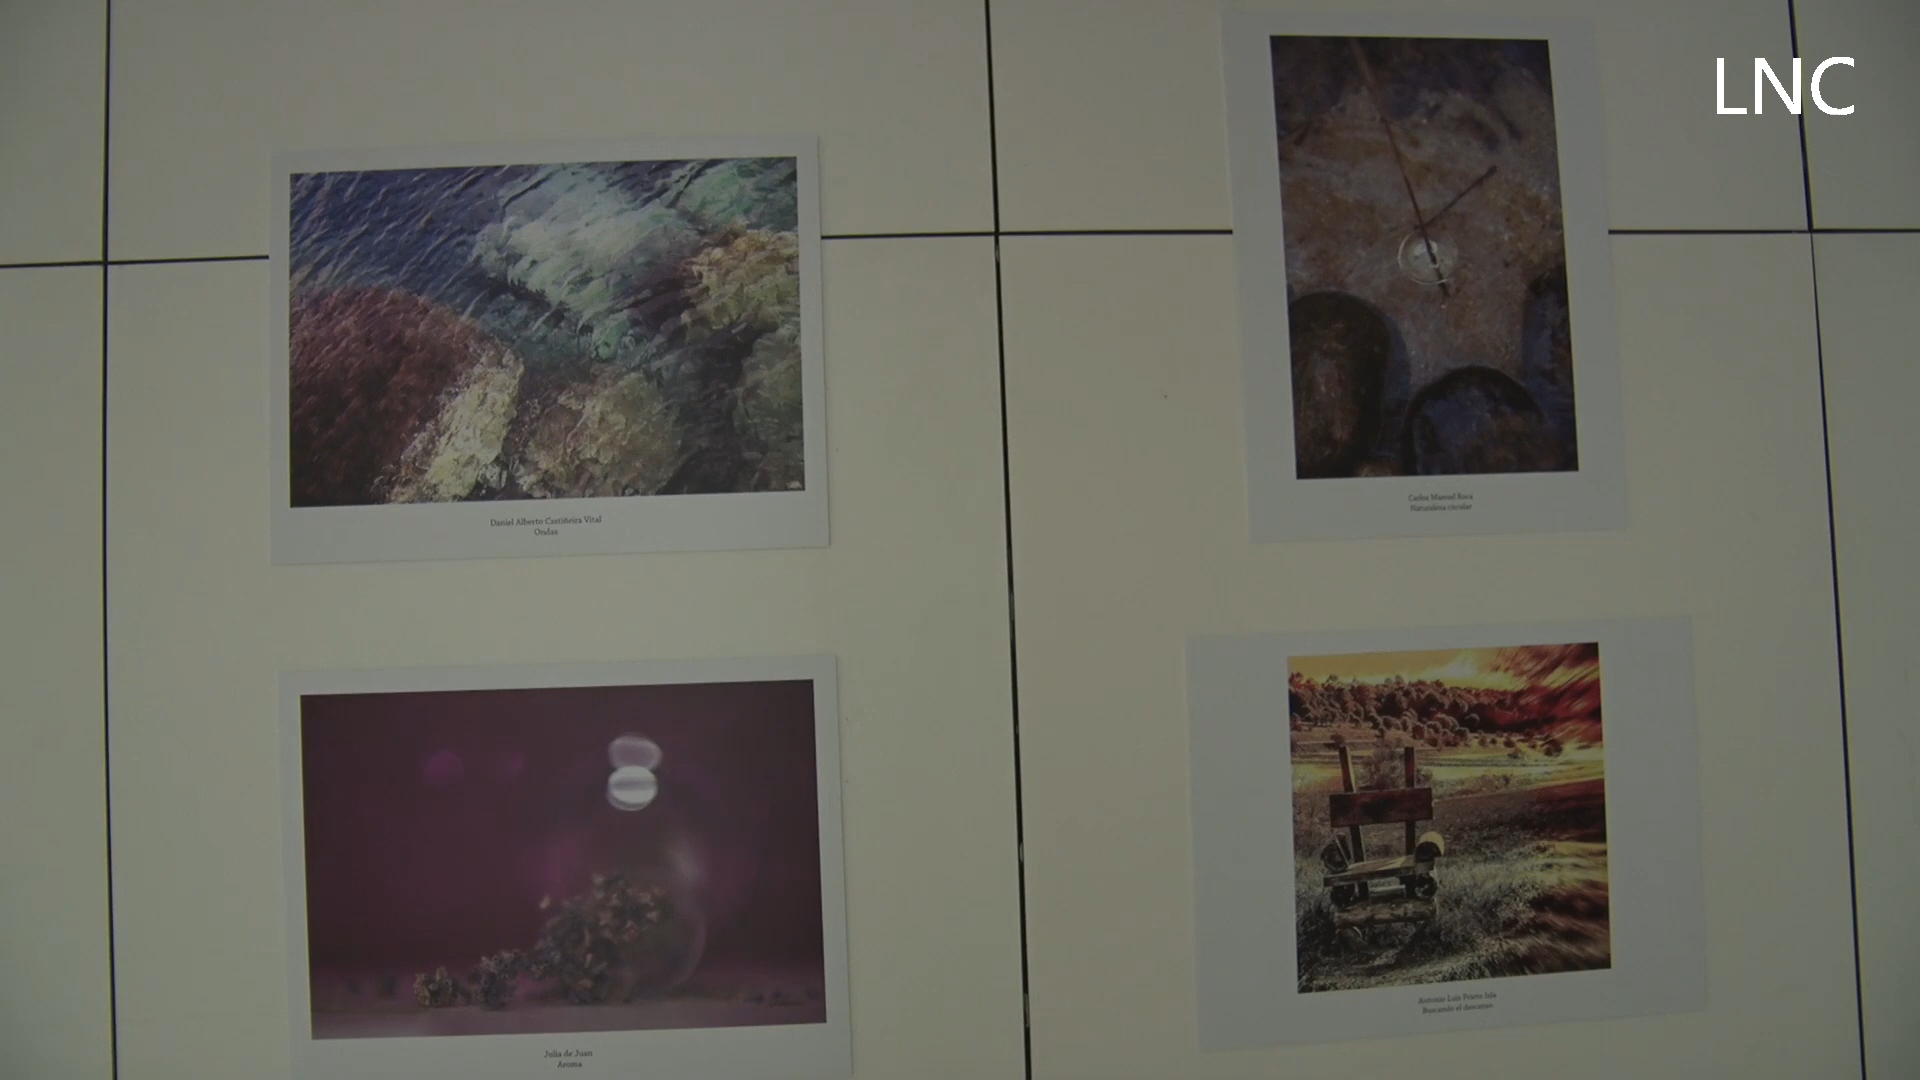 LNC
Daniel Alberto Castiñeira Vital
Ondas
Carlos Manuel Roca
Naturaleza circular
Julia de Juan
Aroma
Antonio Luis Prieto Isla
Buscando el descanso